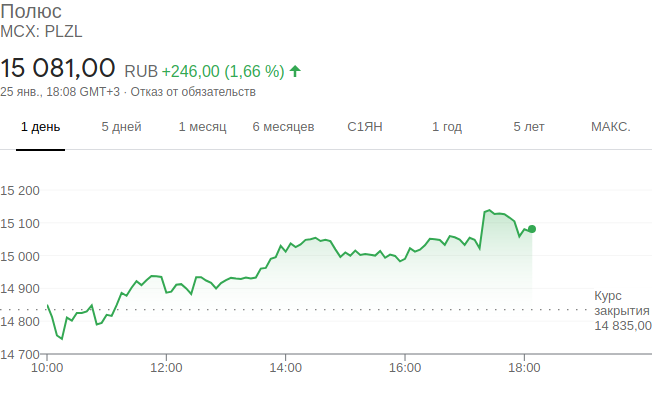 Полюс
MCX: PLZL
15 081,00 RUB +246,00 (1,66 %)
25 янв., 18:08 GMT+3 · Отказ от обязательств
1 день 5 дней 1 месяц 6 месяцев С1ЯН 1 год 5 лет МАКС.
15 200
15 100
15 000
14 900
14 800
14 700
Курс
закрытия
14 835,00
10:00 12:00 14:00 16:00 18:00